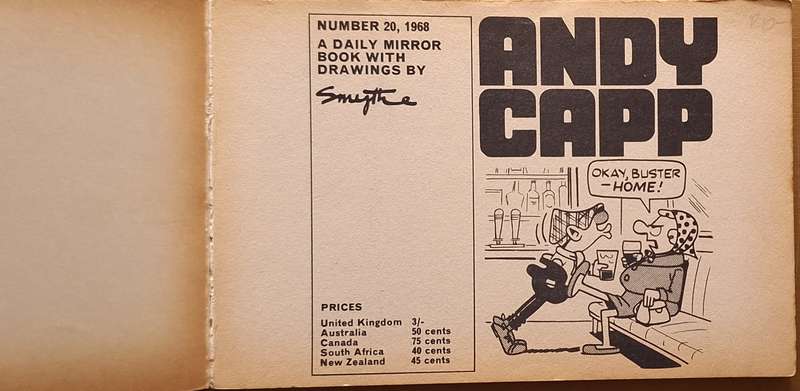 NUMBER 20, 1968
A DAILY MIRROR
BOOK WITH
DRAWINGS BY
Smythe
PRICES
United Kingdom 3/-
Australia 50 cents
Canada 75 cents
South Africa 40 cents
New Zealand 45 cents
ANDY
CAPP
OKAY, BUSTER
—HOME!